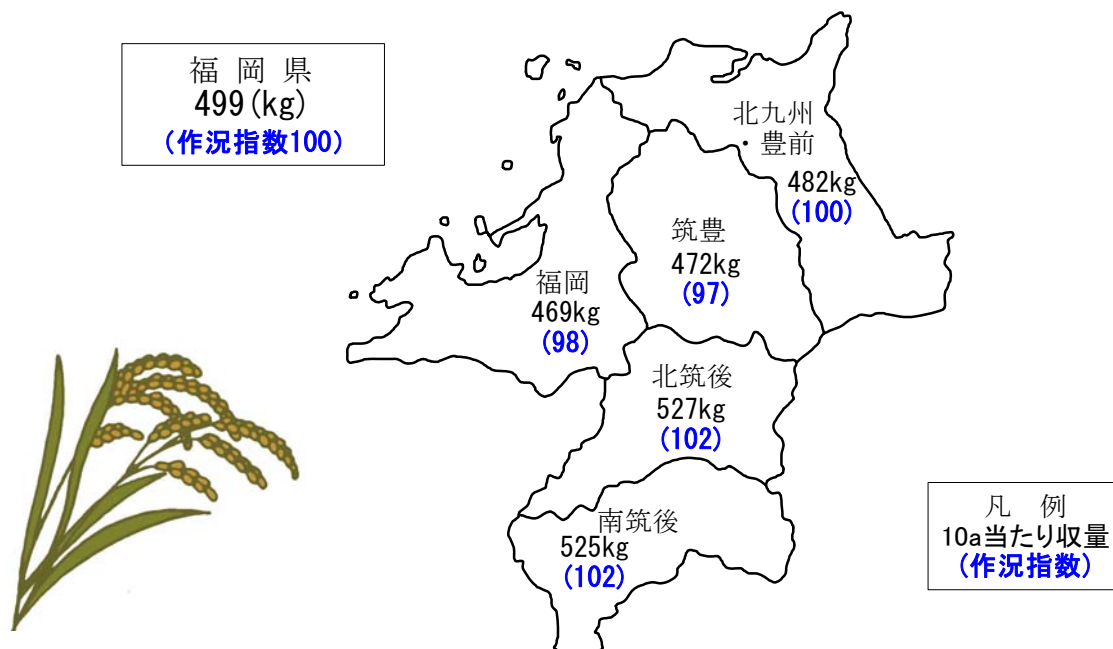 福岡県
499(kg)
(作況指数100)
北九州
・豊前
482kg
(100)
筑豊
472kg
(97)
福岡
469kg
(98)
北筑後
527kg
(102)
南筑後
525kg
(102)
凡例
10a当たり収量
(作況指数)